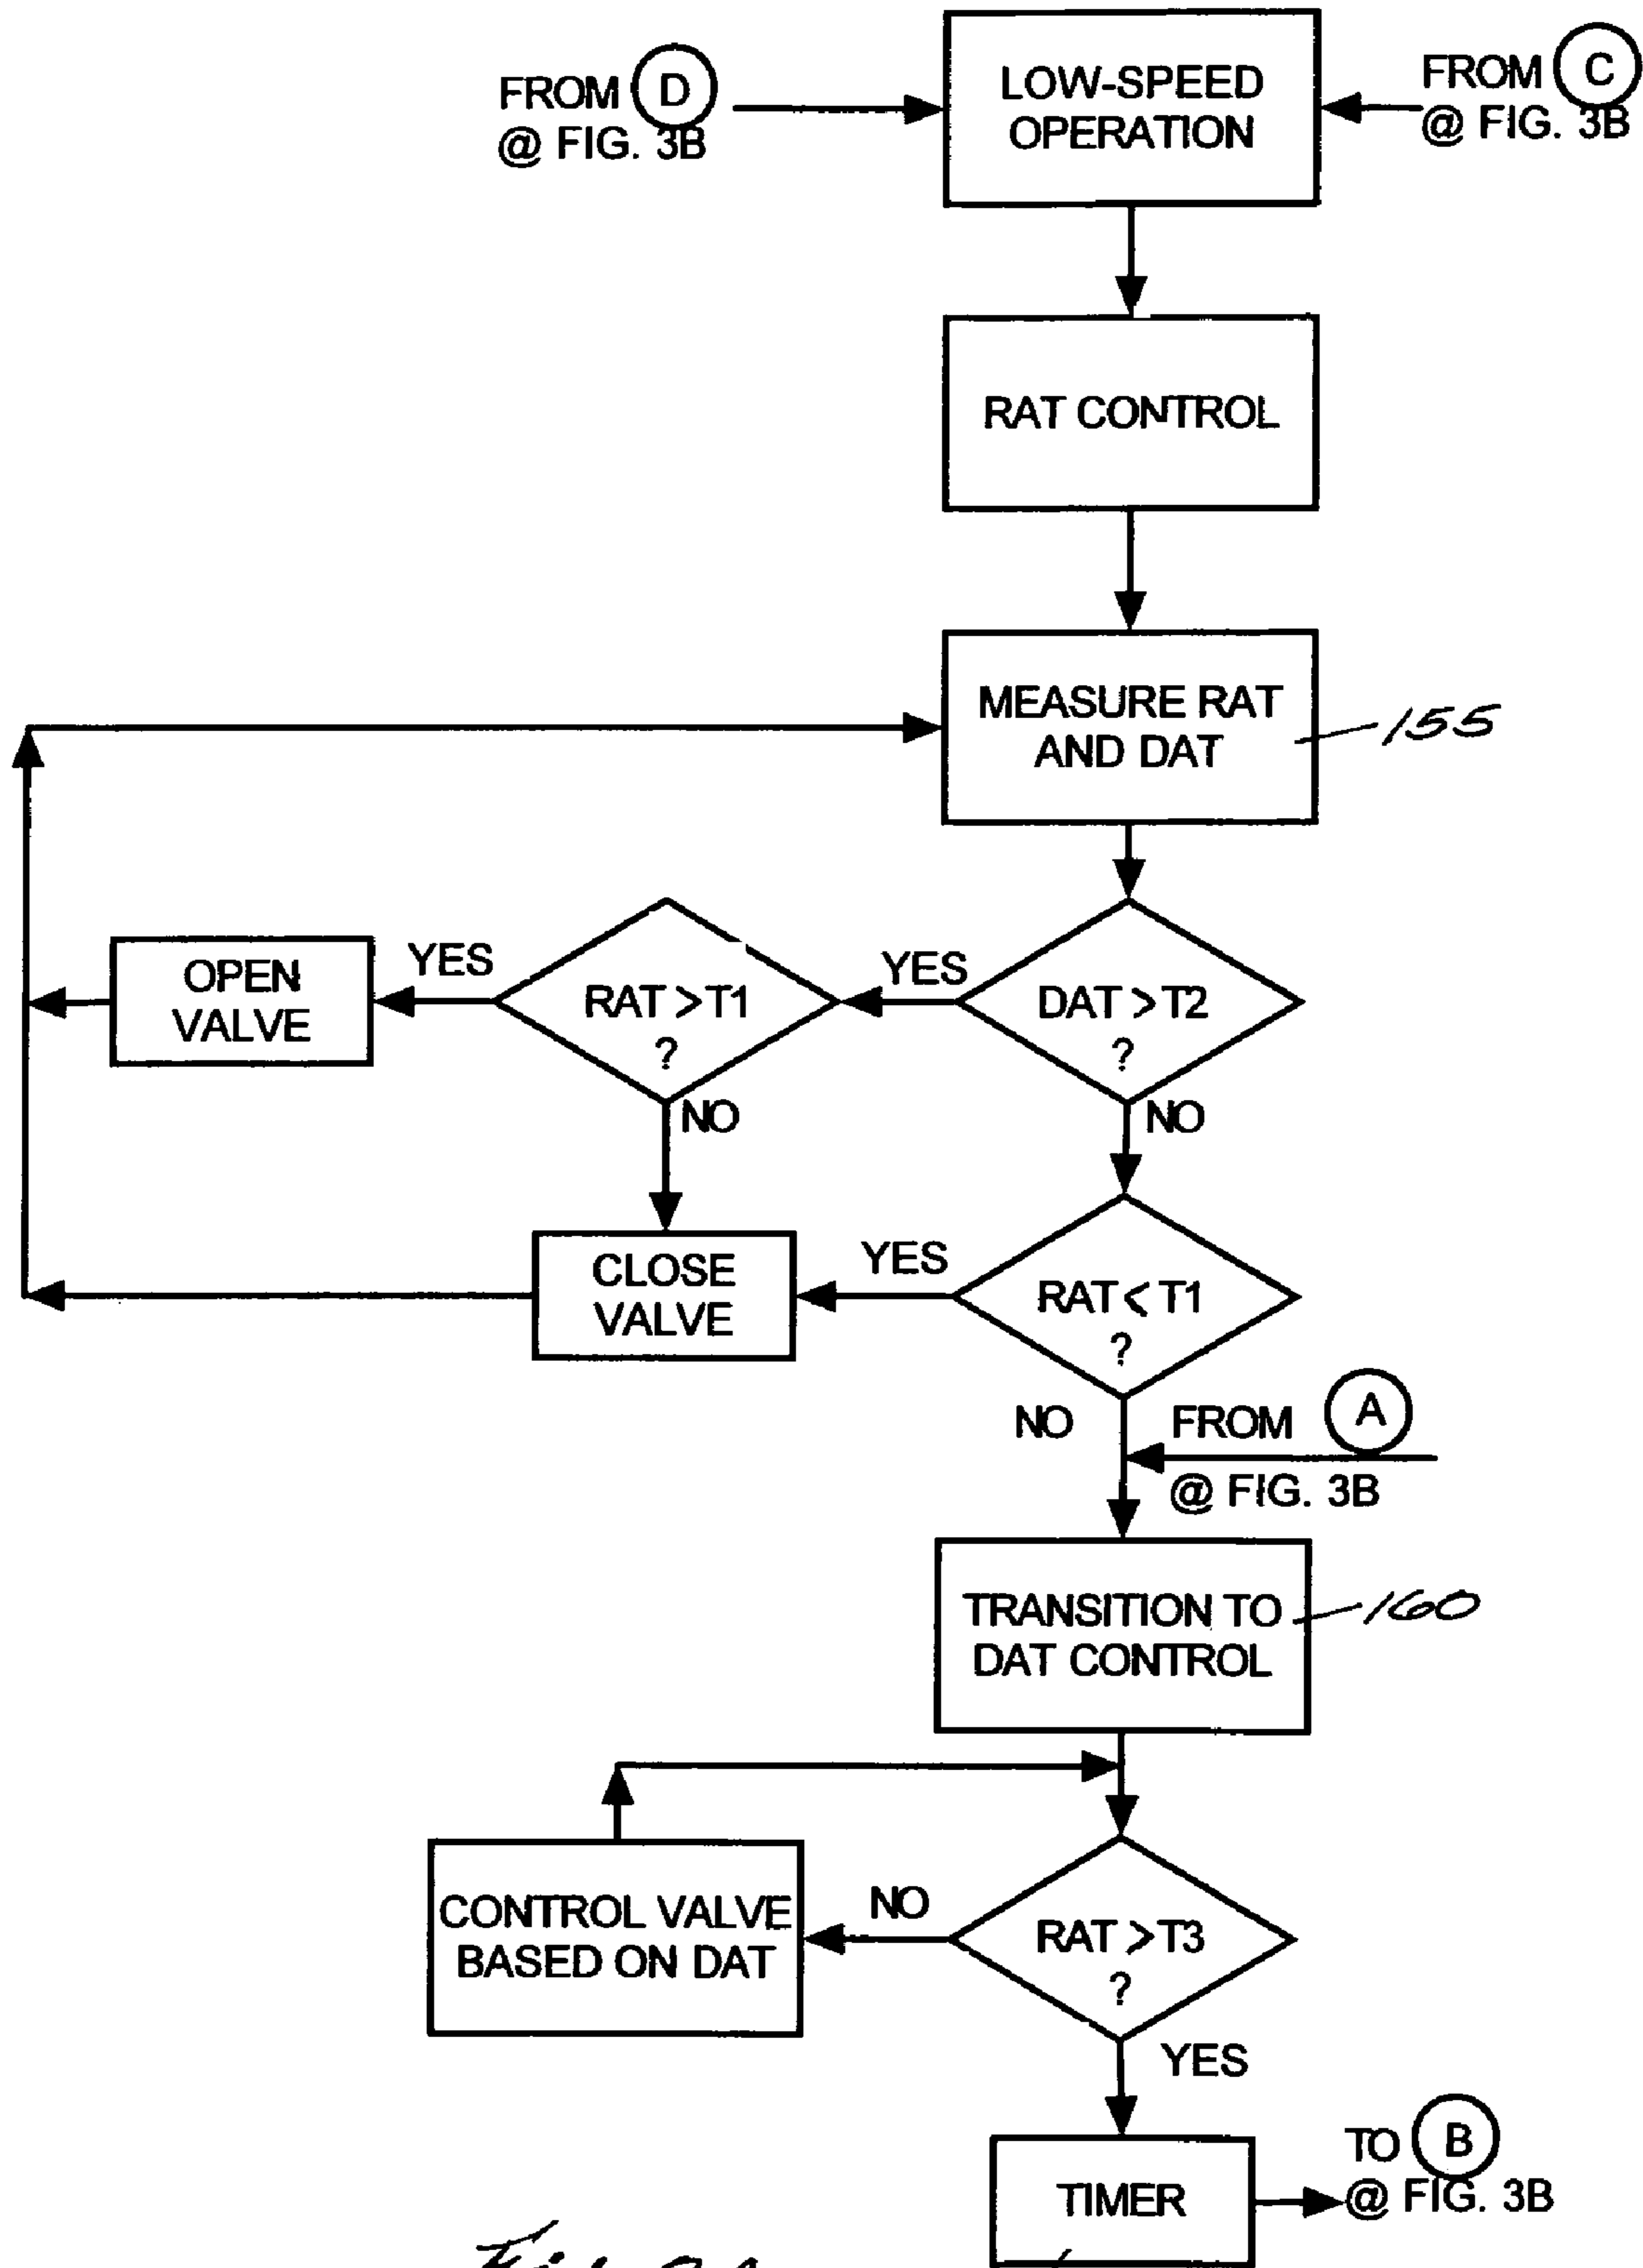 FROM D
@ FIG. 3B
LOW-SPEED
OPERATION
FROM C
@ FIG. 3B
RAT CONTROL
MEASURE RAT
AND DAT
155
OPEN
VALVE
YES
RAT > T1
?
YES
DAT > T2
?
NO
NO
CLOSE
VALVE
YES
RAT < T1
?
NO
FROM A
@ FIG. 3B
TRANSITION TO
DAT CONTROL
160
CONTROL VALVE
BASED ON DAT
NO
RAT > T3
?
YES
TIMER
TO B
@ FIG. 3B